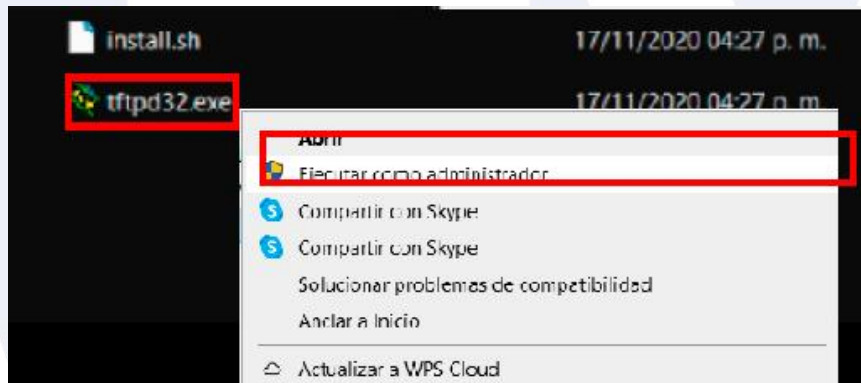 install.sh 17/11/2020 04:27 p. m.
tftpd32.exe 17/11/2020 04:27 p. m.
Abrir
Ejecutar como administrador
Compartir con Skype
Compartir con Skype
Solucionar problemas de compatibilidad
Anclar a Inicio
Actualizar a WPS Cloud